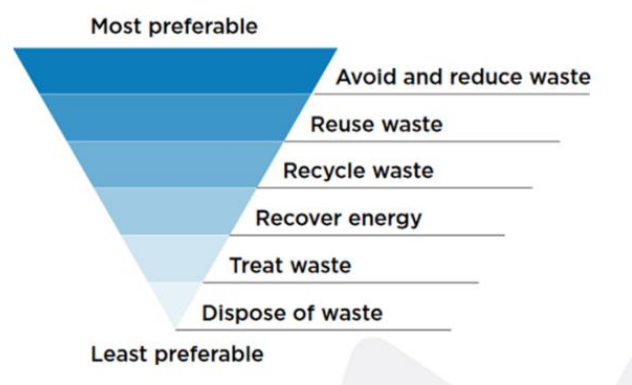 Most preferable
Avoid and reduce waste
Reuse waste
Recycle waste
Recover energy
Treat waste
Dispose of waste
Least preferable